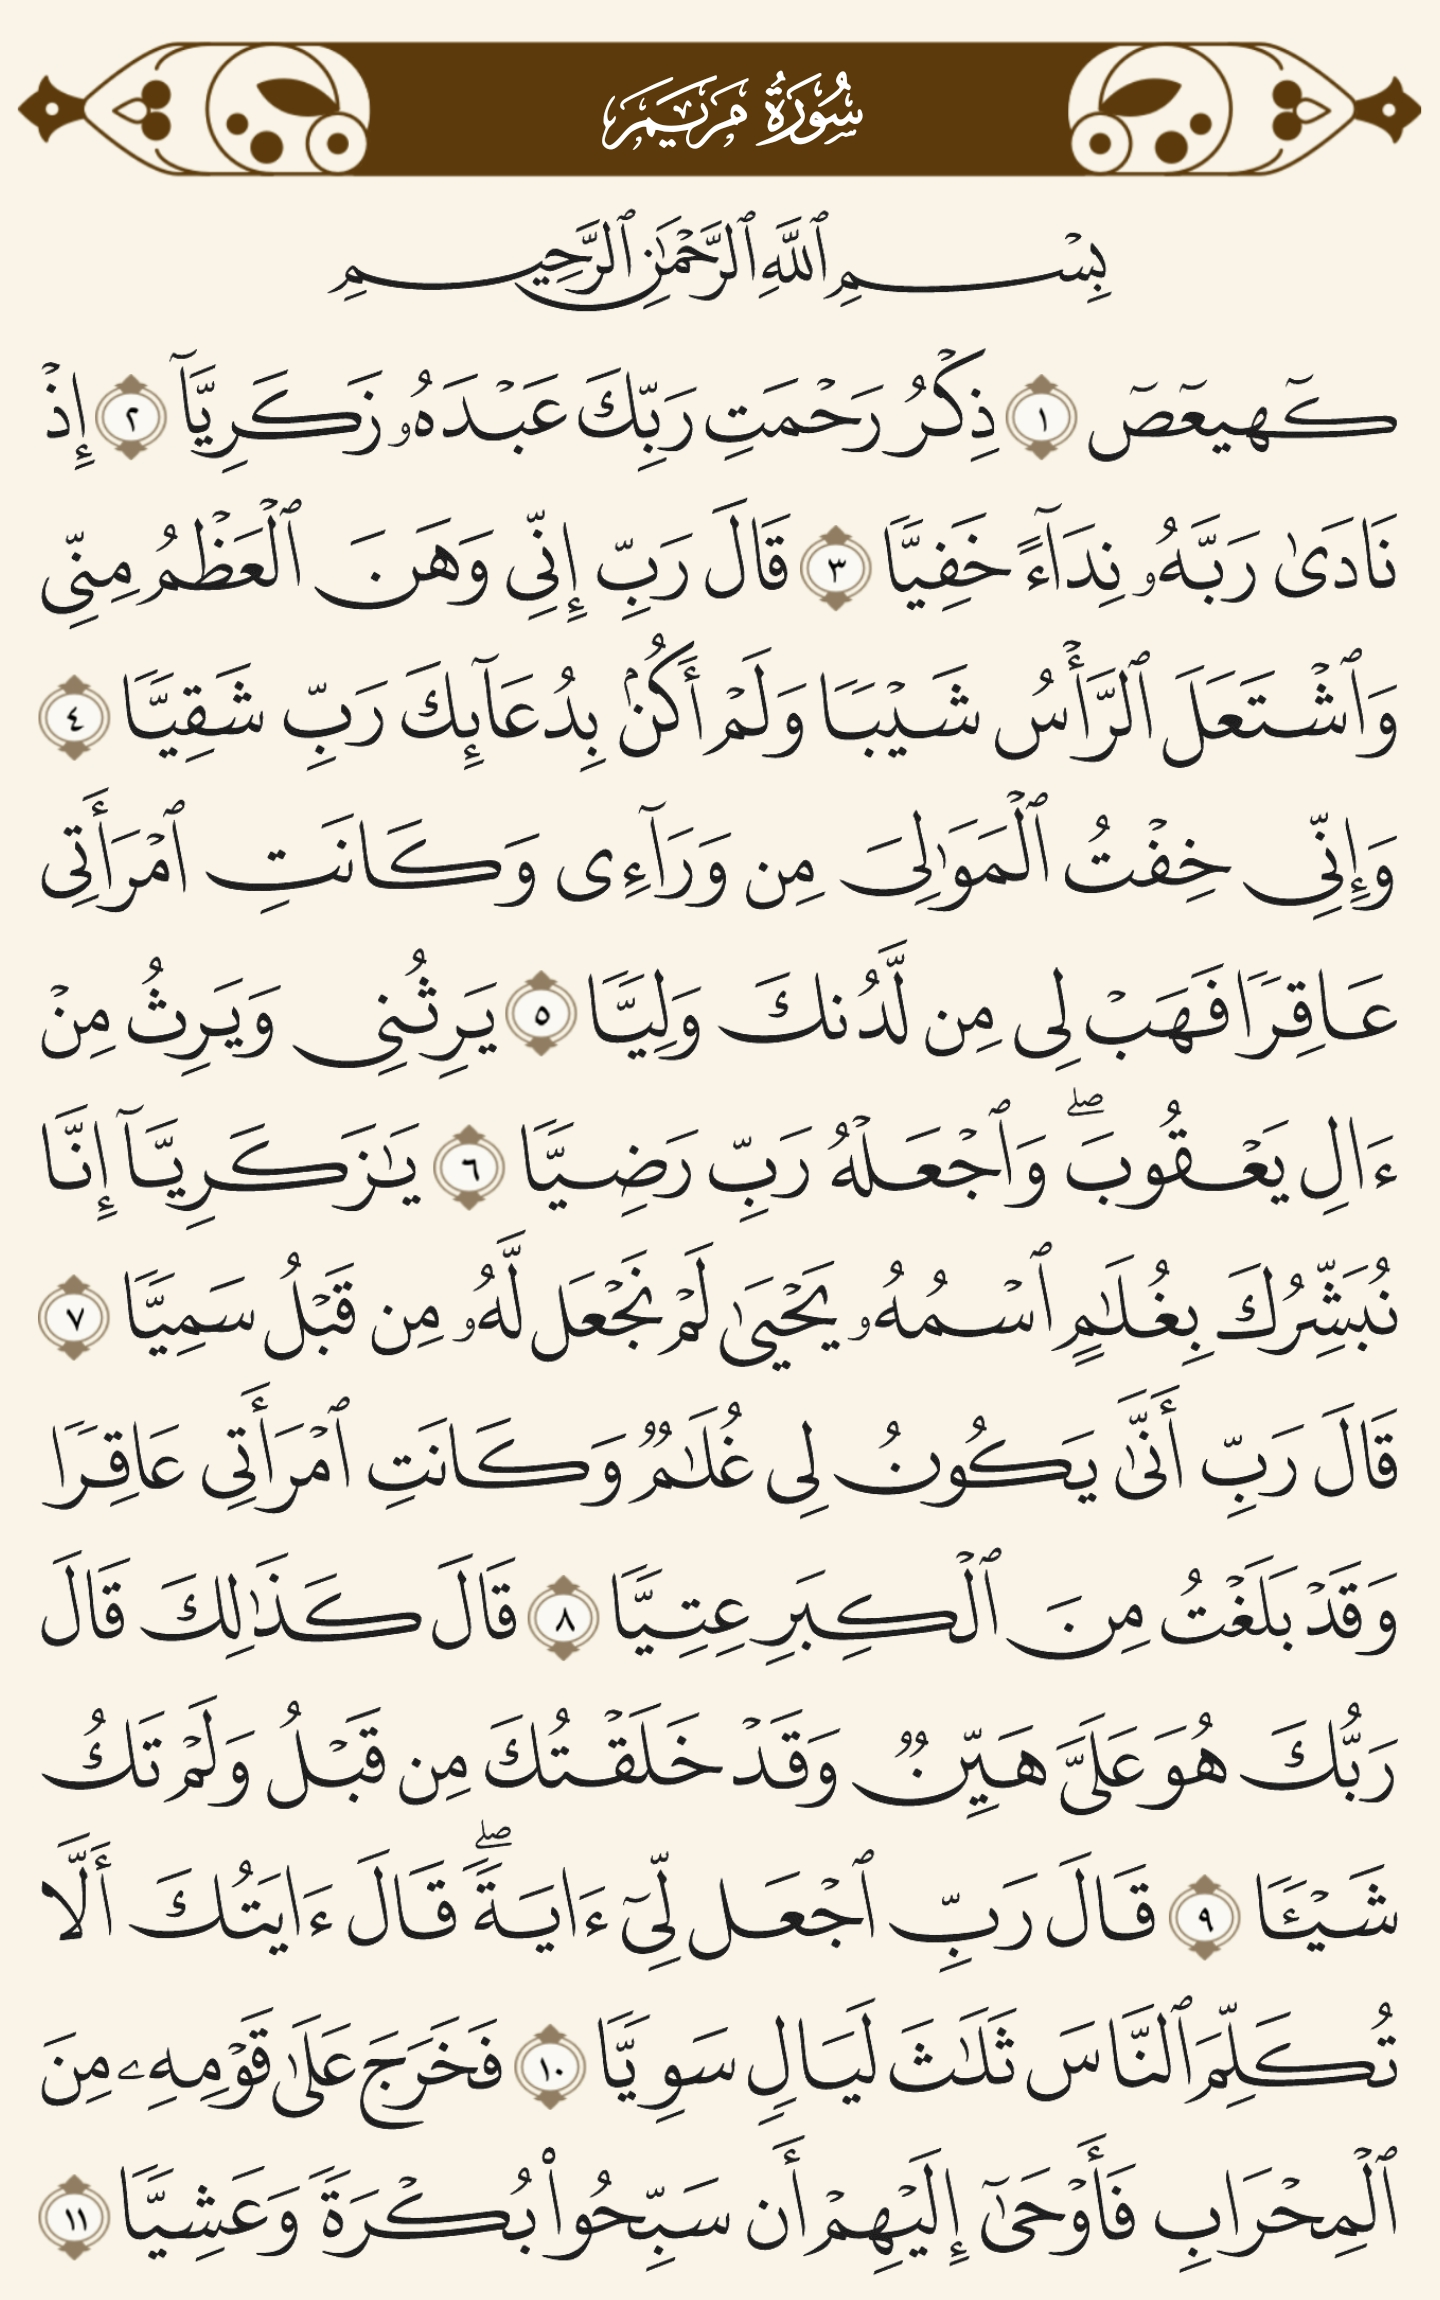 سُورَةُ مَرۡيَمَ
بِسۡمِ ٱللَّهِ ٱلرَّحۡمَٰنِ ٱلرَّحِيمِ
كٓهيعٓصٓ ١ ذِكۡرُ رَحۡمَتِ رَبِّكَ عَبۡدَهُۥ زَكَرِيَّآ ٢ إِذۡ
نَادَىٰ رَبَّهُۥ نِدَآءً خَفِيّٗا ٣ قَالَ رَبِّ إِنِّي وَهَنَ ٱلۡعَظۡمُ مِنِّي
وَٱشۡتَعَلَ ٱلرَّأۡسُ شَيۡبٗا وَلَمۡ أَكُنۢ بِدُعَآئِكَ رَبِّ شَقِيّٗا ٤
وَإِنِّي خِفۡتُ ٱلۡمَوَٰلِيَ مِن وَرَآءِي وَكَانَتِ ٱمۡرَأَتِي
عَاقِرٗا فَهَبۡ لِي مِن لَّدُنكَ وَلِيّٗا ٥ يَرِثُنِي وَيَرِثُ مِنۡ
ءَالِ يَعۡقُوبَۖ وَٱجۡعَلۡهُ رَبِّ رَضِيّٗا ٦ يَٰزَكَرِيَّآ إِنَّا
نُبَشِّرُكَ بِغُلَٰمٍ ٱسۡمُهُۥ يَحۡيَىٰ لَمۡ نَجۡعَل لَّهُۥ مِن قَبۡلُ سَمِيّٗا ٧
قَالَ رَبِّ أَنَّىٰ يَكُونُ لِي غُلَٰمٞ وَكَانَتِ ٱمۡرَأَتِي عَاقِرٗا
وَقَدۡ بَلَغۡتُ مِنَ ٱلۡكِبَرِ عِتِيّٗا ٨ قَالَ كَذَٰلِكَ قَالَ
رَبُّكَ هُوَ عَلَيَّ هَيِّنٞ وَقَدۡ خَلَقۡتُكَ مِن قَبۡلُ وَلَمۡ تَكُ
شَيۡـٔٗا ٩ قَالَ رَبِّ ٱجۡعَل لِّيٓ ءَايَةٗۖ قَالَ ءَايَتُكَ أَلَّا
تُكَلِّمَ ٱلنَّاسَ ثَلَٰثَ لَيَالٖ سَوِيّٗا ١٠ فَخَرَجَ عَلَىٰ قَوۡمِهِۦ مِنَ
ٱلۡمِحۡرَابِ فَأَوۡحَىٰٓ إِلَيۡهِمۡ أَن سَبِّحُواْ بُكۡرَةٗ وَعَشِيّٗا ١١